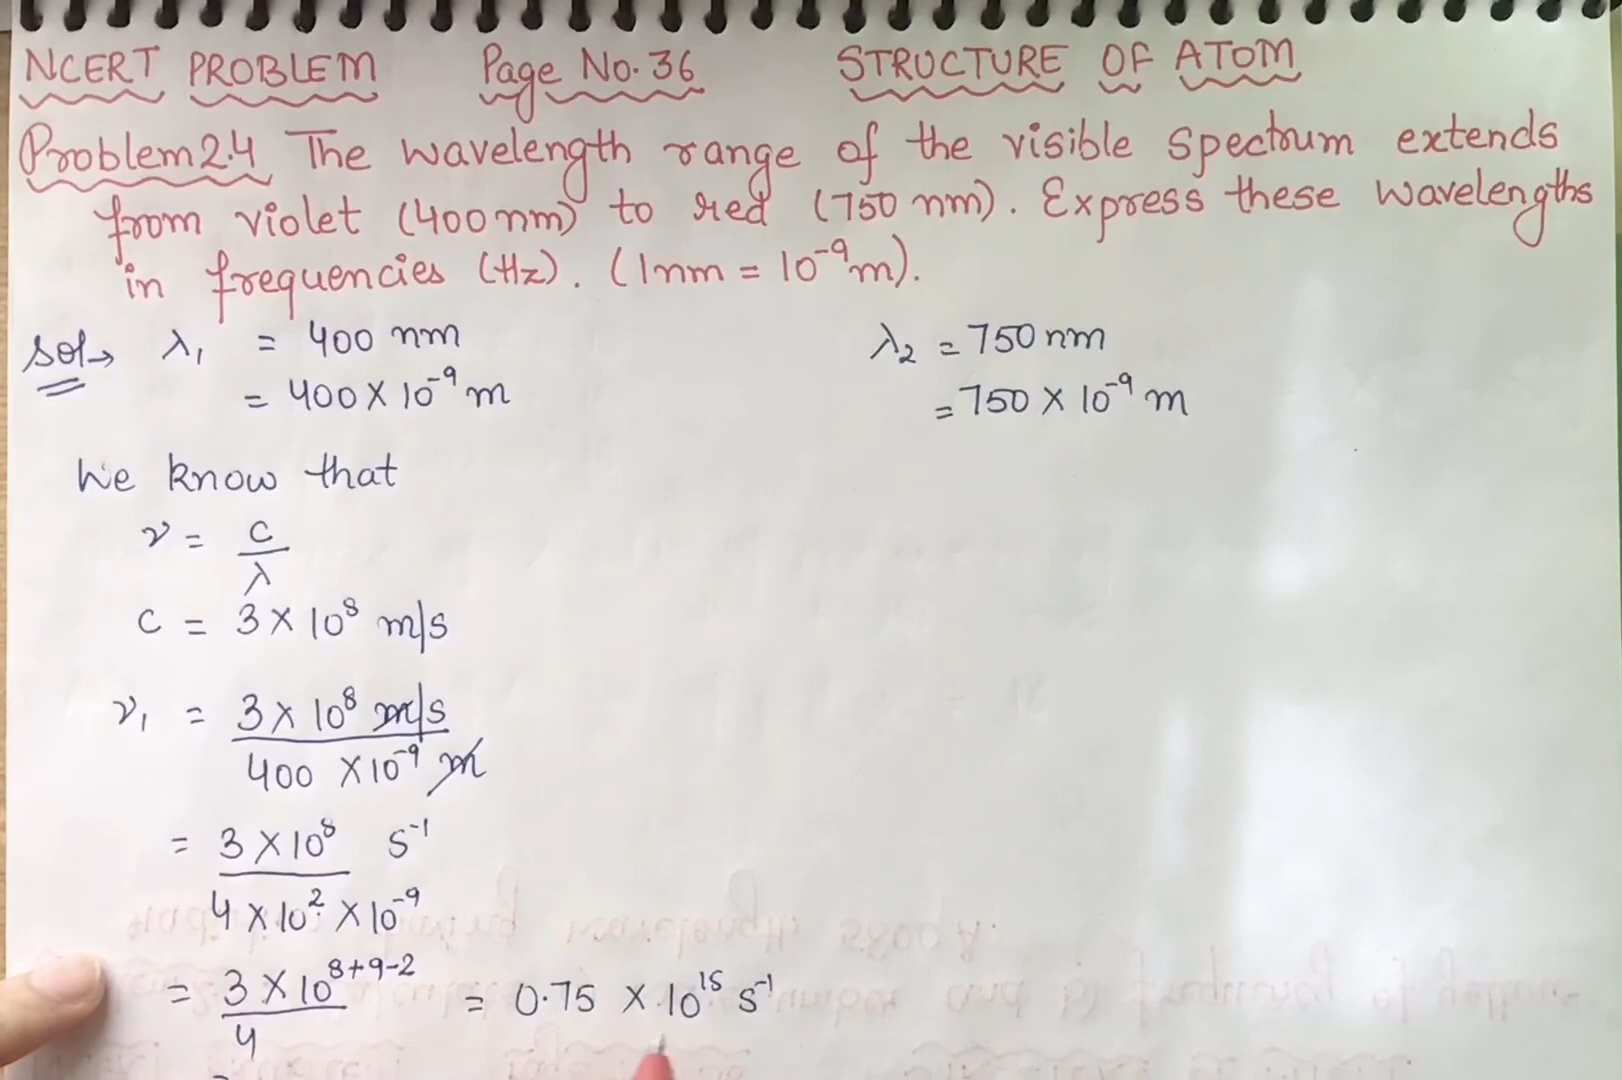 NCERT PROBLEM Page No. 36 STRUCTURE OF ATOM
Problem 2.4 The wavelength range of the visible spectrum extends
from violet (400 nm) to red (750 nm). Express these wavelengths
in frequencies (Hz). (1nm = 10⁻⁹m).
Sol→ λ₁ = 400 nm
= 400 × 10⁻⁹ m
λ₂ = 750 nm
= 750 × 10⁻⁹ m
We know that
ν = c/λ
c = 3 × 10⁸ m/s
ν₁ = 3 × 10⁸ m/s
400 × 10⁻⁹ m
= 3 × 10⁸ s⁻¹
4 × 10² × 10⁻⁹
= 3 × 10⁸⁺⁹⁻² = 0.75 × 10¹⁵ s⁻¹
4